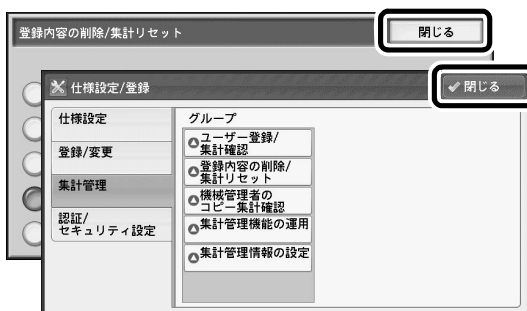 登録内容の削除/集計リセット
閉じる
仕様設定/登録
閉じる
仕様設定
登録/変更
集計管理
認証/
セキュリティ設定
グループ
ユーザー登録/
集計確認
登録内容の削除/
集計リセット
機械管理者の
コピー集計確認
集計管理機能の運用
集計管理情報の設定